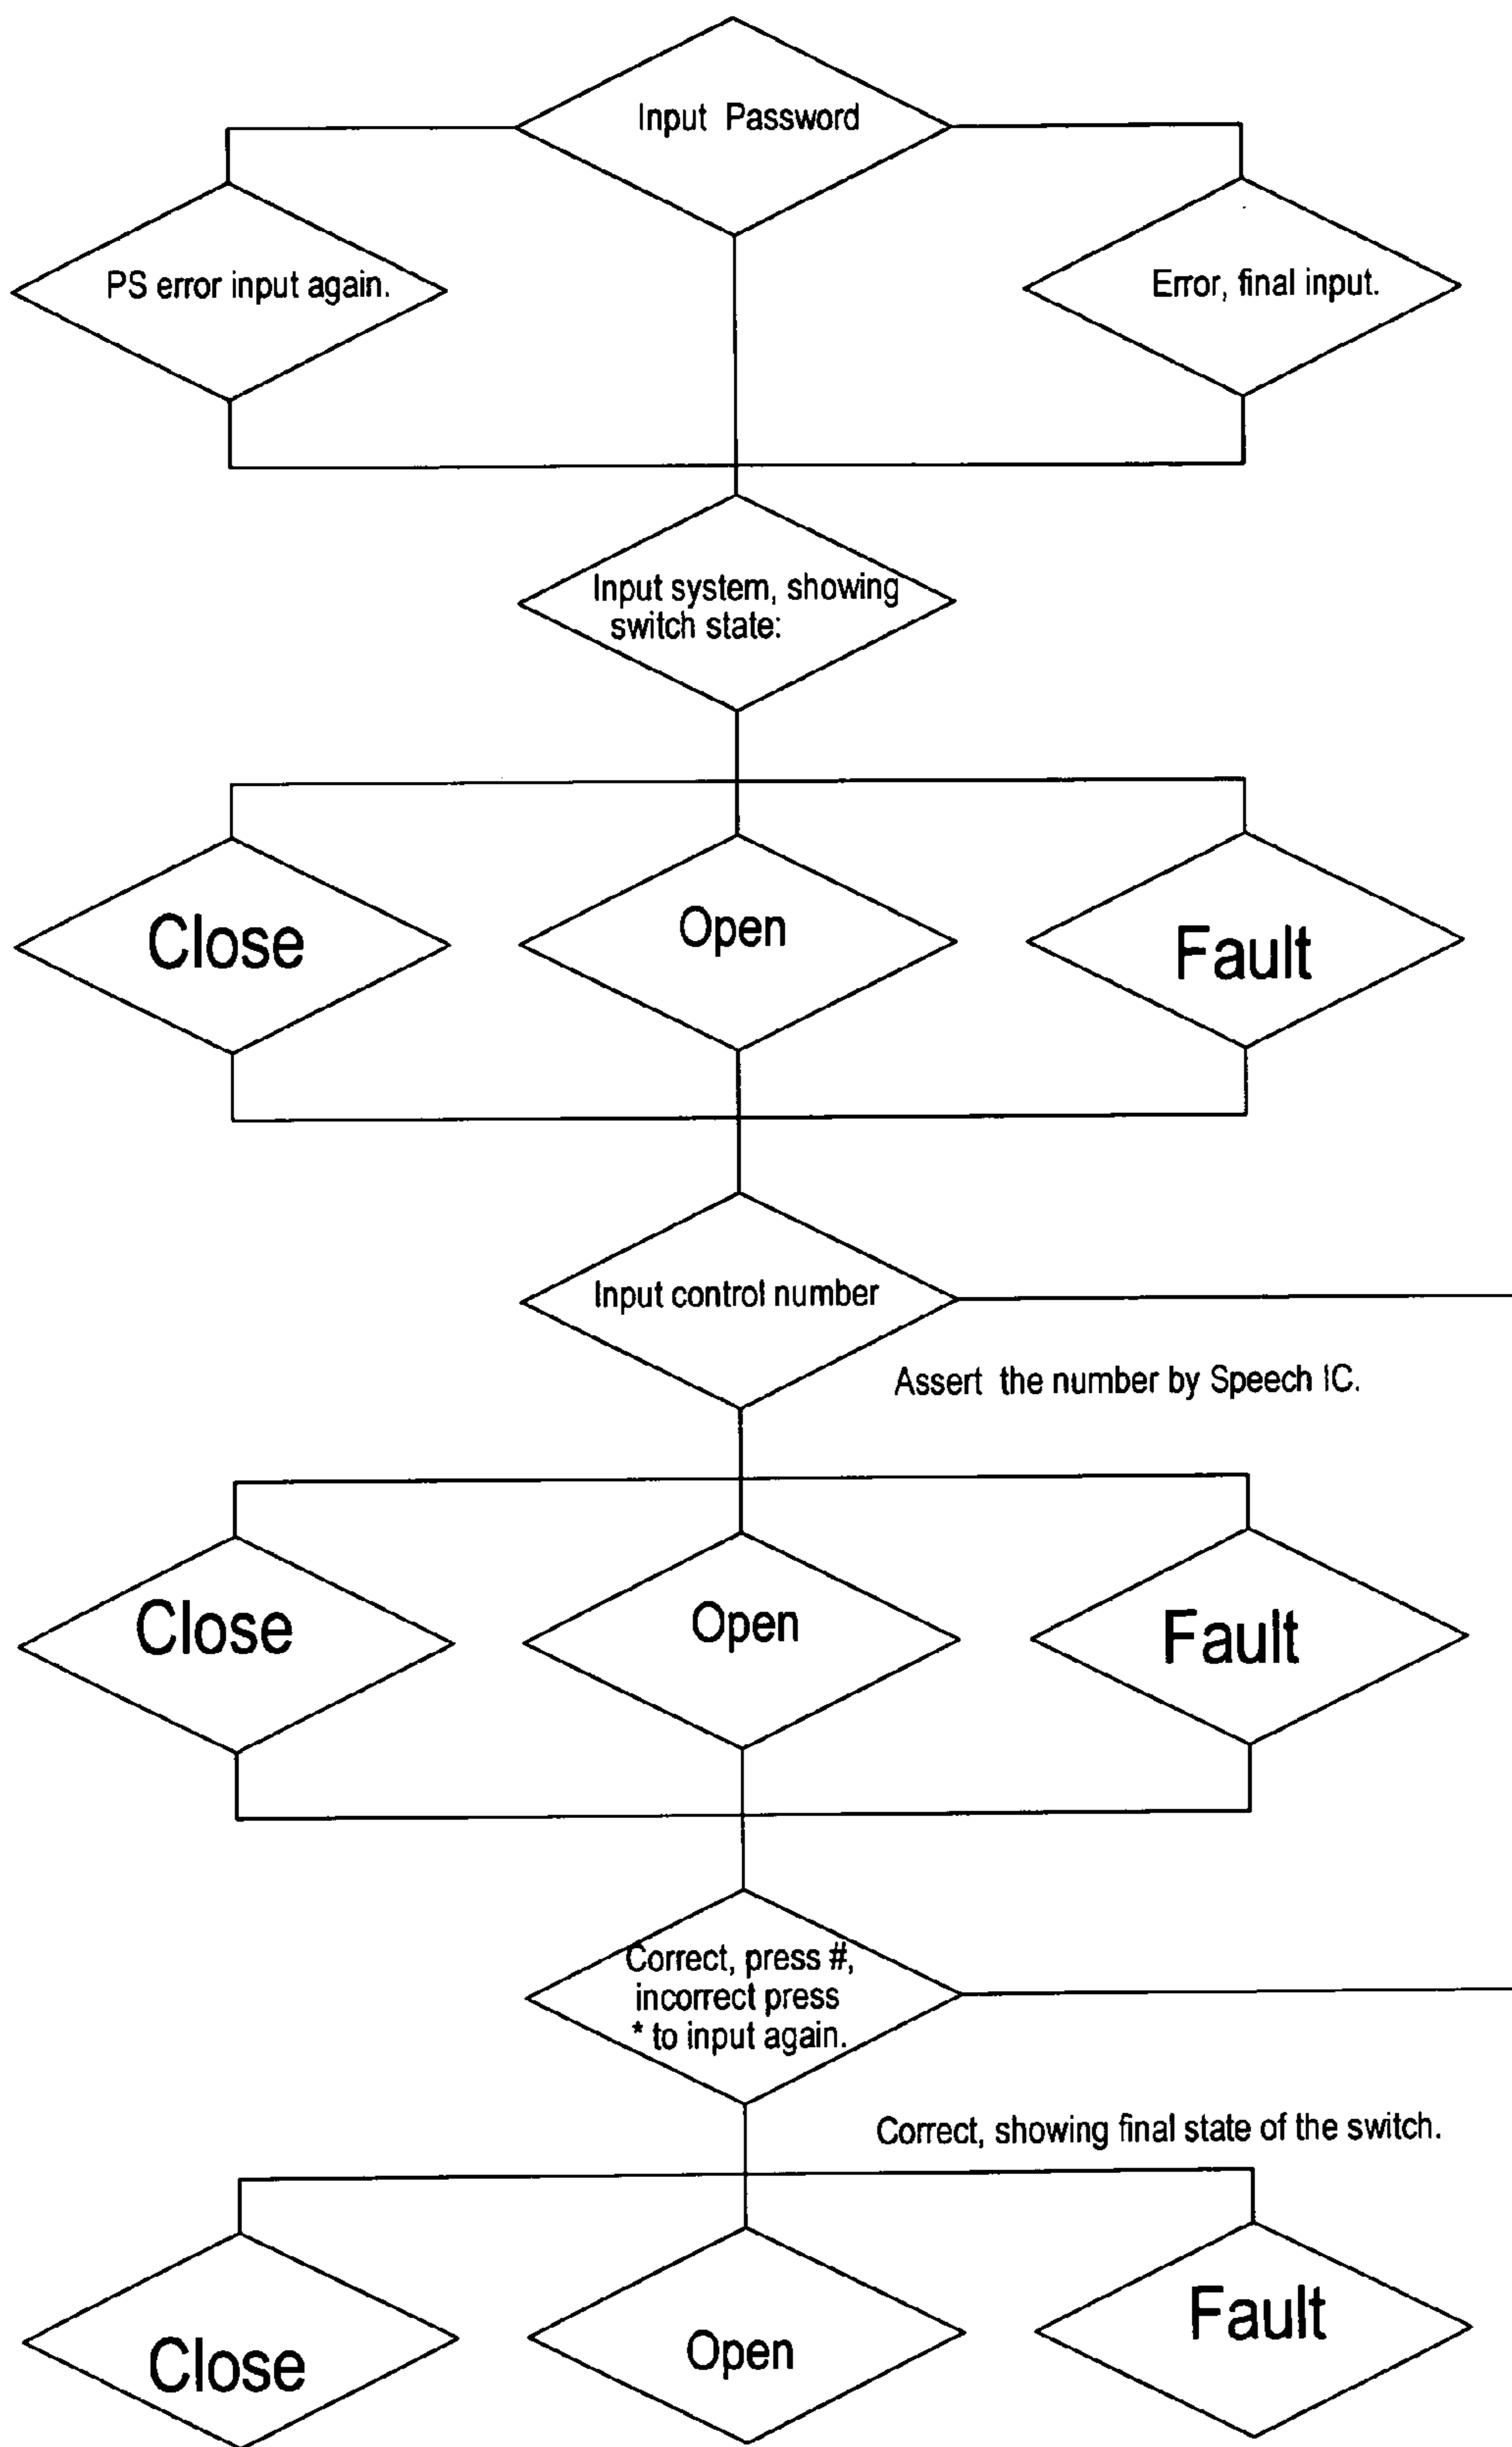 Input Password
PS error input again.
Error, final input.
Input system, showing
switch state:
Close
Open
Fault
Input control number
Assert the number by Speech IC.
Close
Open
Fault
Correct, press #,
incorrect press
* to input again.
Correct, showing final state of the switch.
Close
Open
Fault